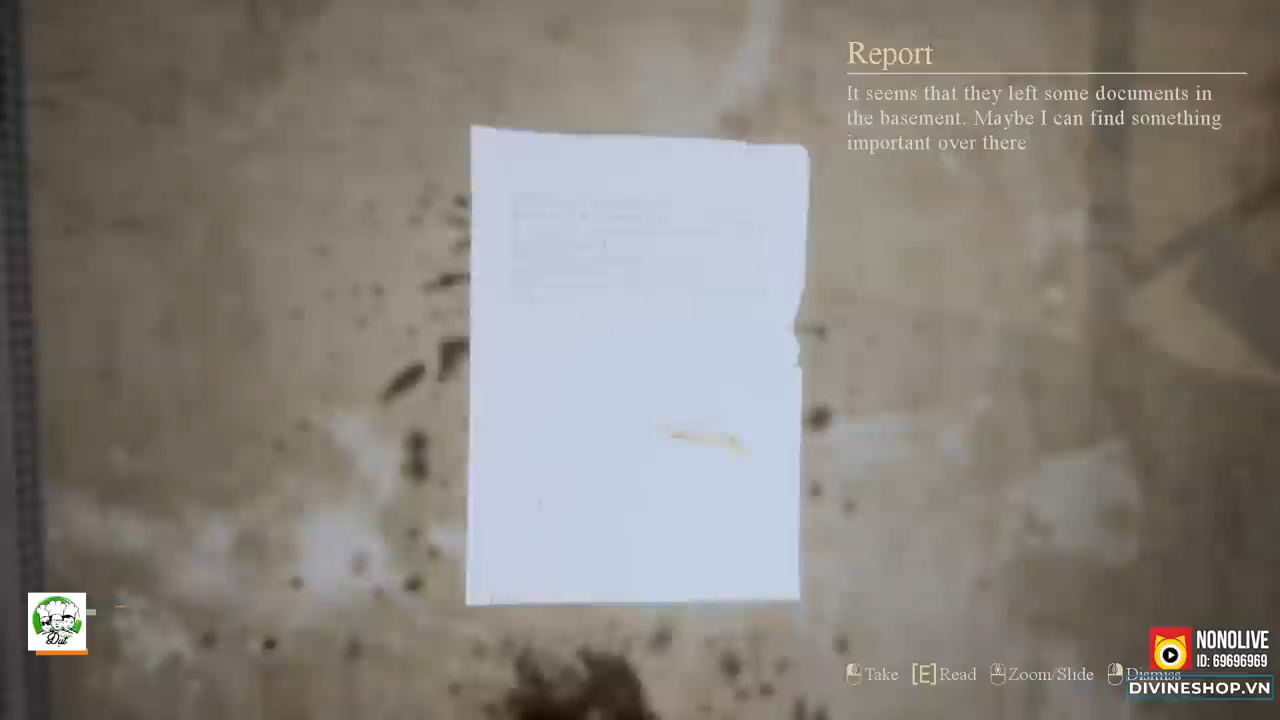 Report
It seems that they left some documents in
the basement. Maybe I can find something
important over there
Take [E]Read Zoom/Slide Dismiss
Dụt
NONOLIVE
ID: 69696969
DIVINESHOP.VN